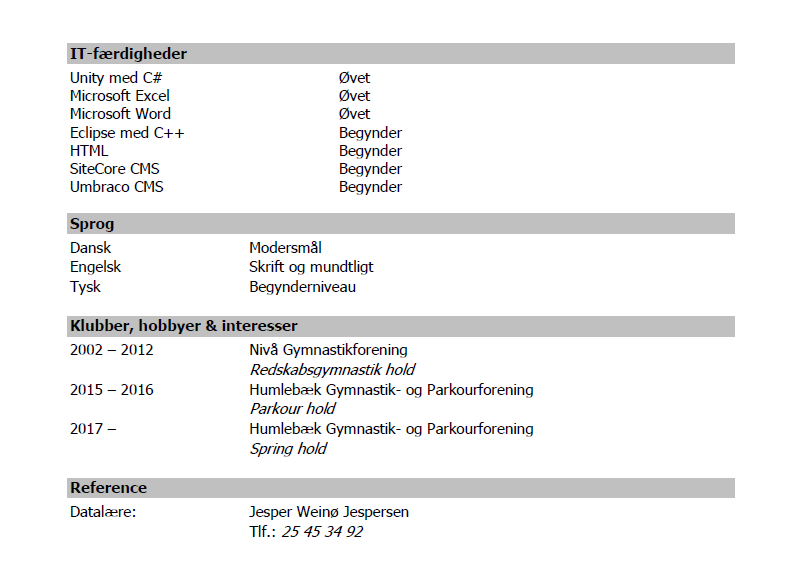 IT-færdigheder
Unity med C# Øvet
Microsoft Excel Øvet
Microsoft Word Øvet
Eclipse med C++ Begynder
HTML Begynder
SiteCore CMS Begynder
Umbraco CMS Begynder
Sprog
Dansk Modersmål
Engelsk Skrift og mundtligt
Tysk Begynderniveau
Klubber, hobbyer & interesser
2002 – 2012 Nivå Gymnastikforening
Redskabsgymnastik hold
2015 – 2016 Humlebæk Gymnastik- og Parkourforening
Parkour hold
2017 – Humlebæk Gymnastik- og Parkourforening
Spring hold
Reference
Datalære: Jesper Weinø Jespersen
Tlf.: 25 45 34 92